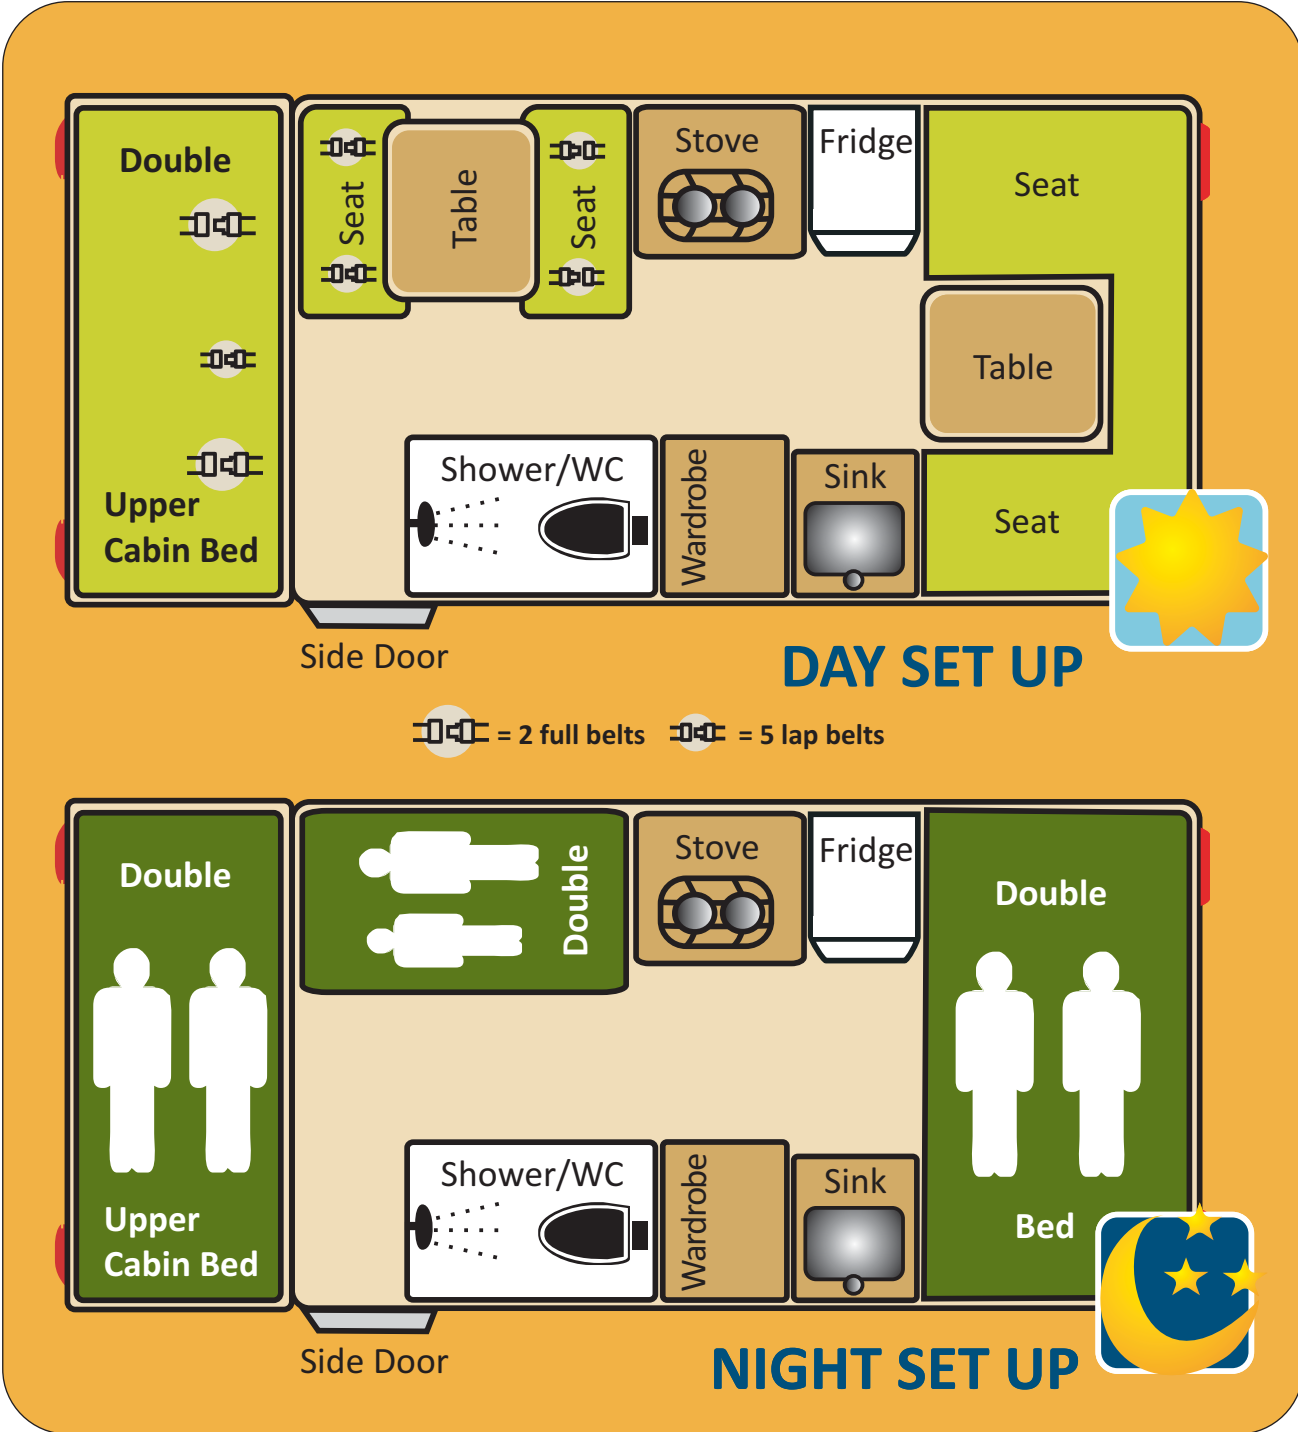 Double
Seat
Table
Seat
Stove
Fridge
Seat
Table
Upper
Cabin Bed
Shower/WC
Wardrobe
Sink
Seat
Side Door
DAY SET UP
= 2 full belts = 5 lap belts
Double
Double
Stove
Fridge
Double
Upper
Cabin Bed
Shower/WC
Wardrobe
Sink
Bed
Side Door
NIGHT SET UP